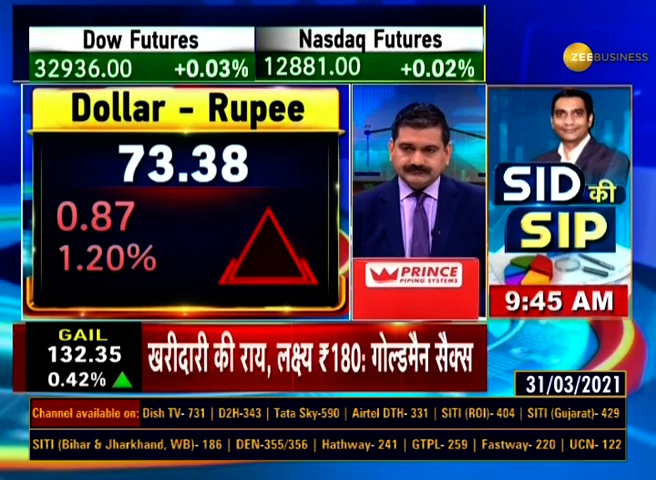 Dow Futures
32936.00 +0.03%
Nasdaq Futures
12881.00 +0.02%
ZEE BUSINESS
Dollar - Rupee
73.38
0.87
1.20%
PRINCE
PIPING SYSTEMS
SID की
SIP
9:45 AM
GAIL
132.35
0.42%
खरीदारी की राय, लक्ष्य ₹180: गोल्डमैन सैक्स
31/03/2021
Channel available on: Dish TV- 731 | D2H-343 | Tata Sky-590 | Airtel DTH- 331 | SITI (ROI)- 404 | SITI (Gujarat)- 429
SITI (Bihar & Jharkhand, WB)- 186 | DEN-355/356 | Hathway- 241 | GTPL- 259 | Fastway- 220 | UCN- 122